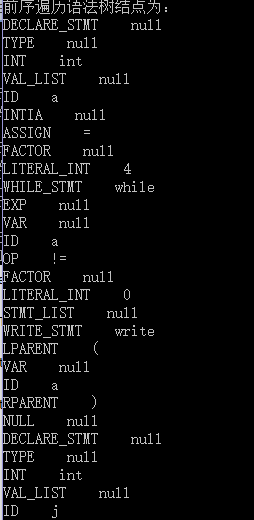 前序遍历语法树结点为:
DECLARE_STMT null
TYPE null
INT int
VAL_LIST null
ID a
INTIA null
ASSIGN =
FACTOR null
LITERAL_INT 4
WHILE_STMT while
EXP null
VAR null
ID a
OP !=
FACTOR null
LITERAL_INT 0
STMT_LIST null
WRITE_STMT write
LPARENT (
VAR null
ID a
RPARENT )
NULL null
DECLARE_STMT null
TYPE null
INT int
VAL_LIST null
ID j